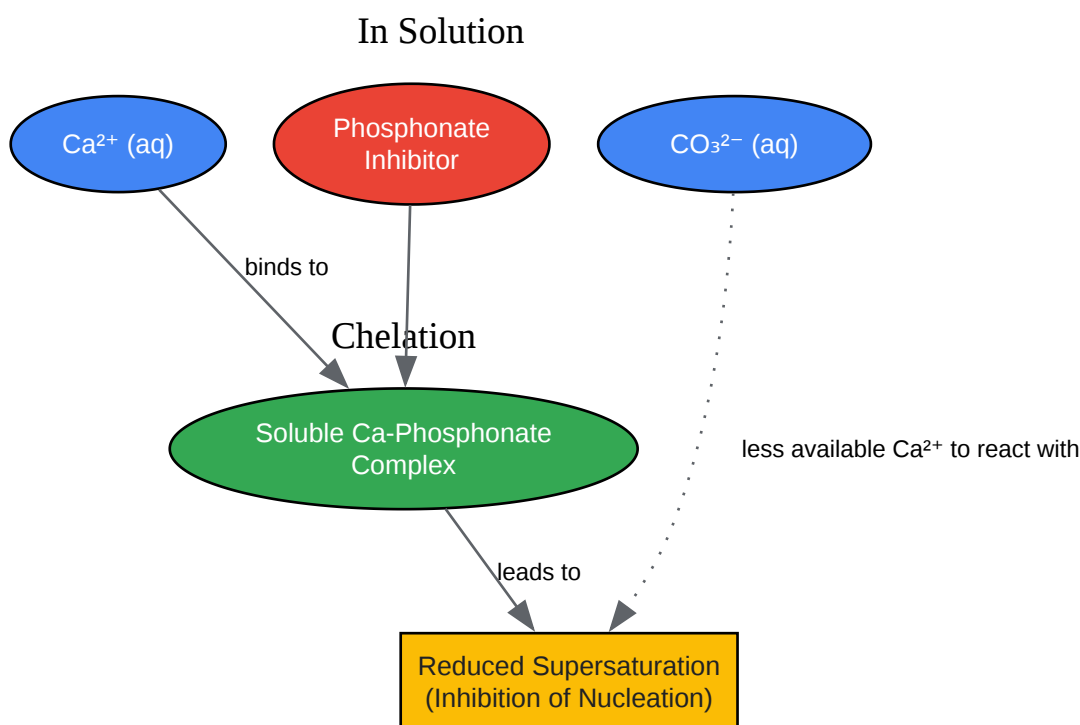 In Solution
Ca²⁺ (aq)
Phosphonate
Inhibitor
CO₃²⁻ (aq)
binds to
Chelation
Soluble Ca-Phosphonate
Complex
less available Ca²⁺ to react with
leads to
Reduced Supersaturation
(Inhibition of Nucleation)